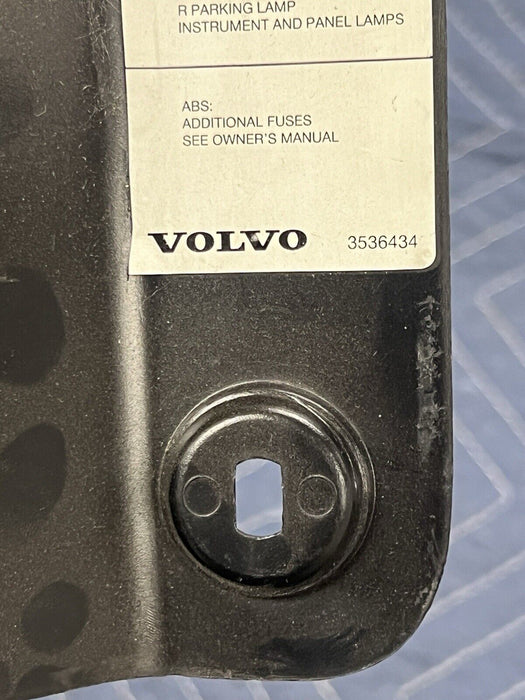 R PARKING LAMP
INSTRUMENT AND PANEL LAMPS
ABS:
ADDITIONAL FUSES
SEE OWNER'S MANUAL
VOLVO 3536434